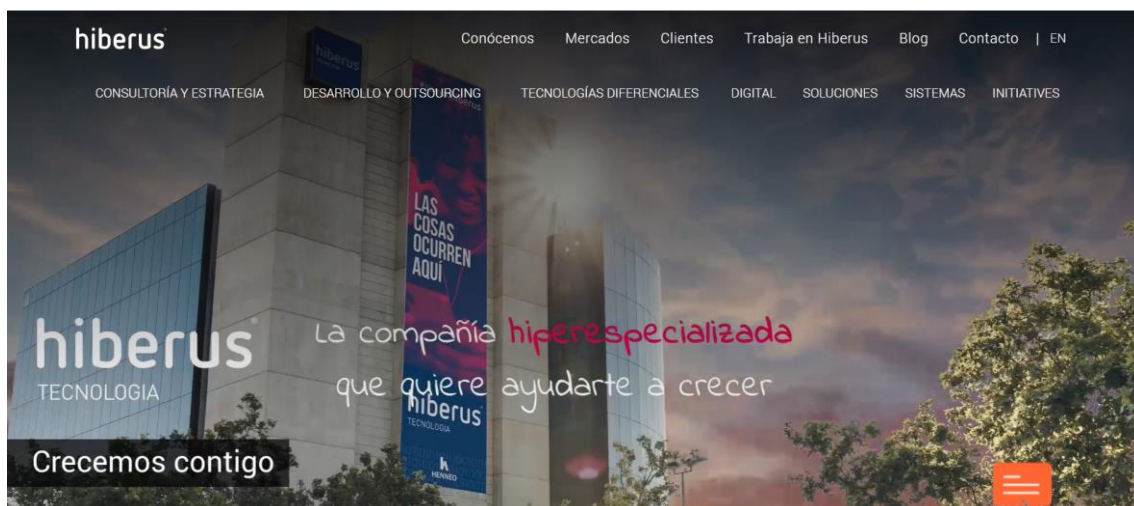 hiberus
Conócenos Mercados Clientes Trabaja en Hiberus Blog Contacto | EN
CONSULTORÍA Y ESTRATEGIA DESARROLLO Y OUTSOURCING TECNOLOGÍAS DIFERENCIALES DIGITAL SOLUCIONES SISTEMAS INITIATIVES
hiberus
LAS
COSAS
OCURREN
AQUÍ
hiberus
TECNOLOGIA
La compañía hiperespecializada
que quiere ayudarte a crecer
hiberus
TECNOLOGIA
HENNEO
Crecemos contigo